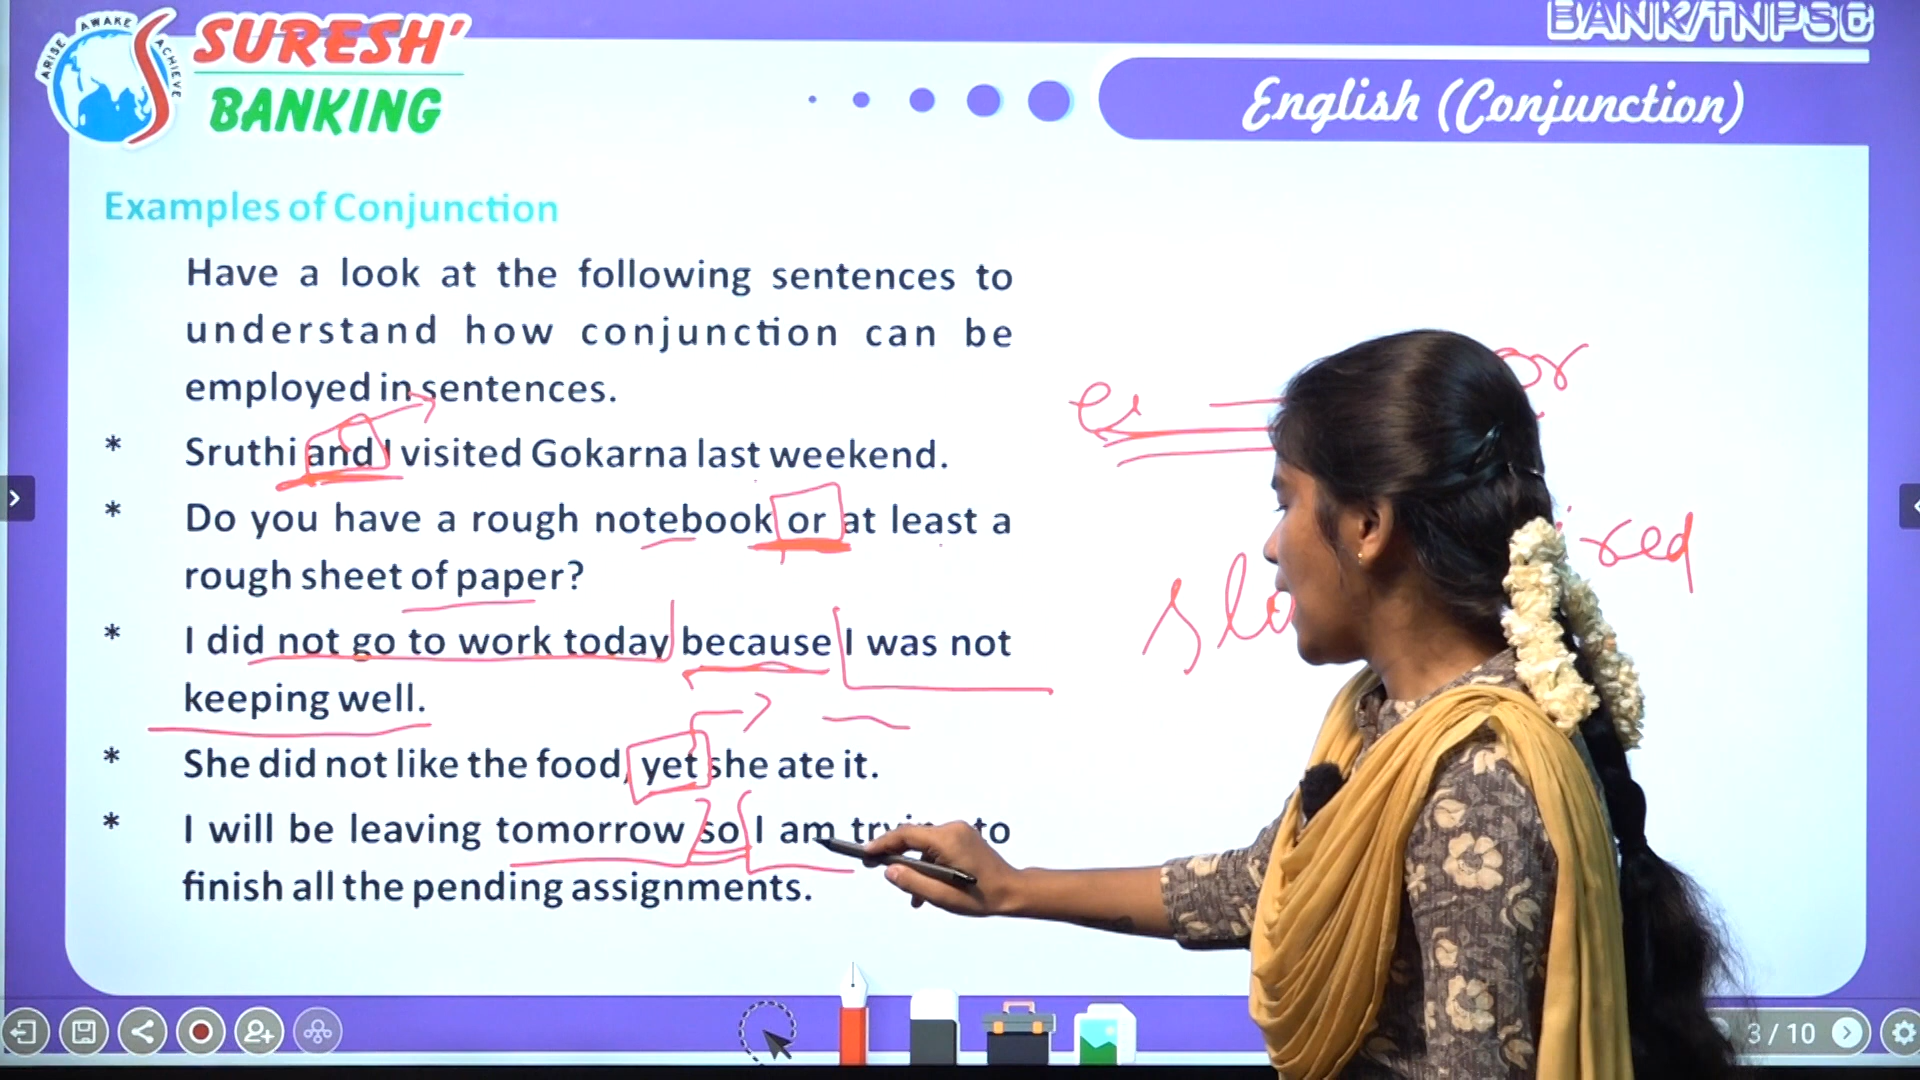 ARISE AWAKE ACHIEVE
SURESH'
BANKING
BANK/TNPSC
English (Conjunction)
Examples of Conjunction
Have a look at the following sentences to
understand how conjunction can be
employed in sentences.
* Sruthi and I visited Gokarna last weekend.
* Do you have a rough notebook or at least a
rough sheet of paper?
* I did not go to work today because I was not
keeping well.
* She did not like the food, yet she ate it.
* I will be leaving tomorrow so I am trying to
finish all the pending assignments.
or
3 / 10